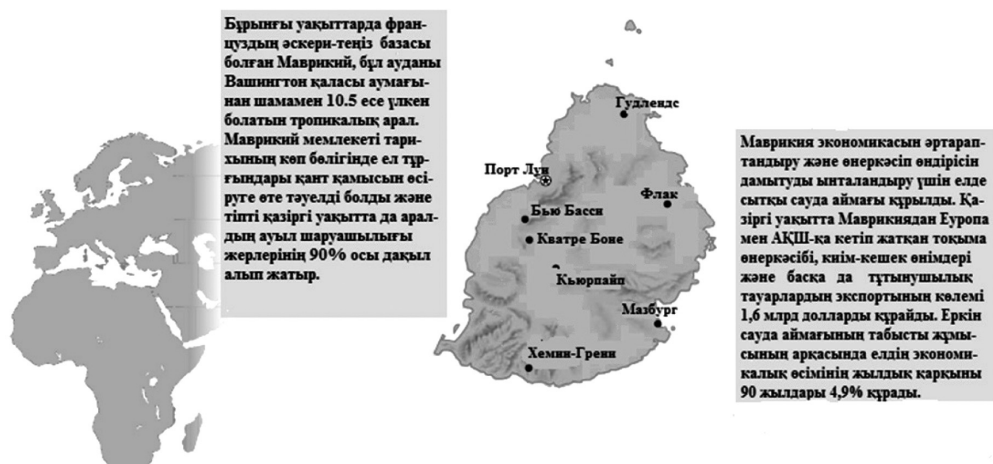 Бұрынғы уақыттарда фран-
цуздың әскери-теңіз базасы
болған Маврикий, бұл ауданы
Вашингтон қаласы аумағы-
нан шамамен 10.5 есе үлкен
болатын тропикалық арал.
Маврикий мемлекеті тари-
хының көп бөлігінде ел тұр-
ғындары қант қамысын өсі-
руге өте тәуелді болды және
тіпті қазіргі уақытта да арал-
дың ауыл шаруашылығы
жерлерінің 90% осы дақыл
алып жатыр.
Гудлендс
Порт Луи
Флак
Бью Басси
Кватре Боне
Кьюрпайп
Мазбург
Хемин-Грени
Маврикия экономикасын әртарап-
тандыру және өнеркәсіп өндірісін
дамытуды ынталандыру үшін елде
сытқы сауда аймағы құрылды. Қа-
зіргі уақытта Маврикиядан Еуропа
мен АҚШ-қа кетіп жатқан тоқыма
өнеркәсібі, киім-кешек өнімдері
және басқа да тұтынушылық
тауарлардың экспортының көлемі
1,6 млрд долларды құрайды. Еркін
сауда аймағының табысты жұмы-
сының арқасында елдің экономи-
калық өсімінің жылдық қарқыны
90 жылдары 4,9% құрады.